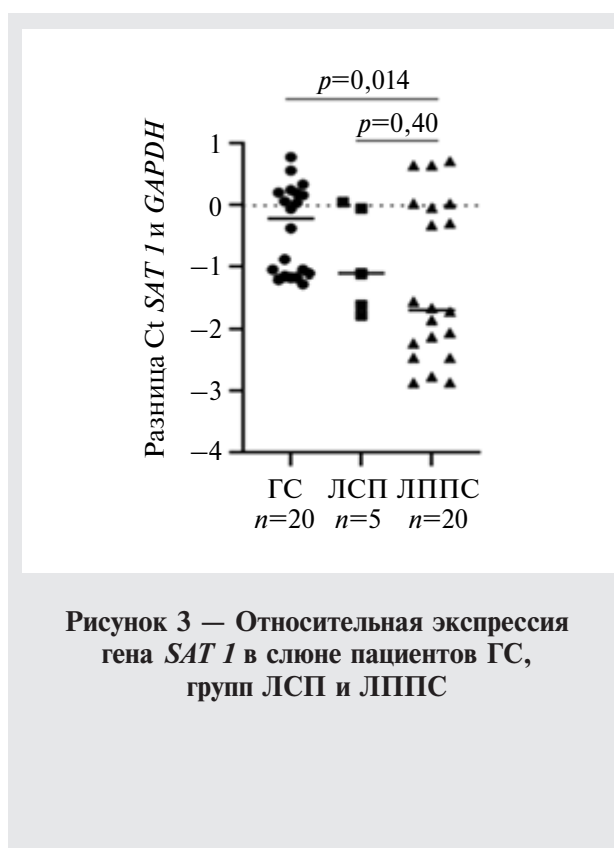 p=0,014
p=0,40
Разница Ct SAT 1 и GAPDH
1
0
−1
−2
−3
−4
ГС ЛСП ЛППС
n=20 n=5 n=20
Рисунок 3 — Относительная экспрессия
гена SAT 1 в слюне пациентов ГС,
групп ЛСП и ЛППС